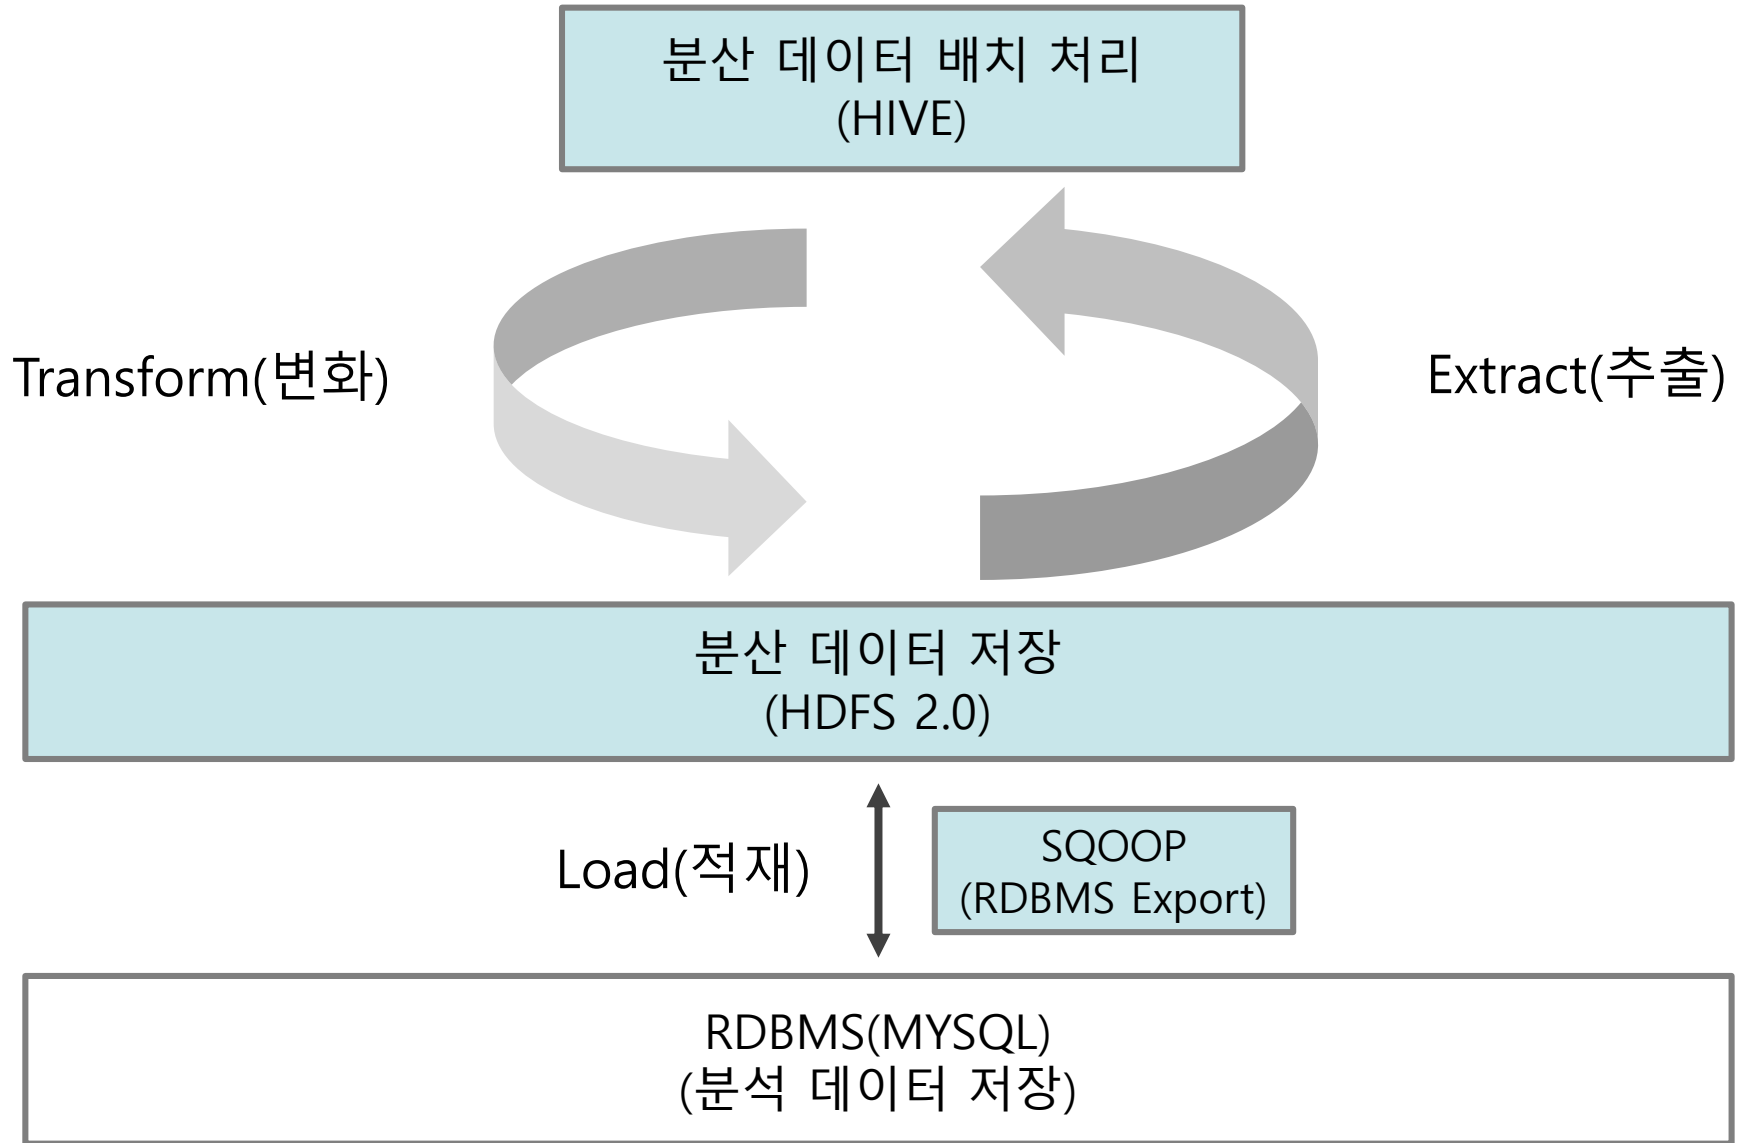 분산 데이터 배치 처리
(HIVE)
Transform(변화)
Extract(추출)
분산 데이터 저장
(HDFS 2.0)
Load(적재)
SQOOP
(RDBMS Export)
RDBMS(MYSQL)
(분석 데이터 저장)